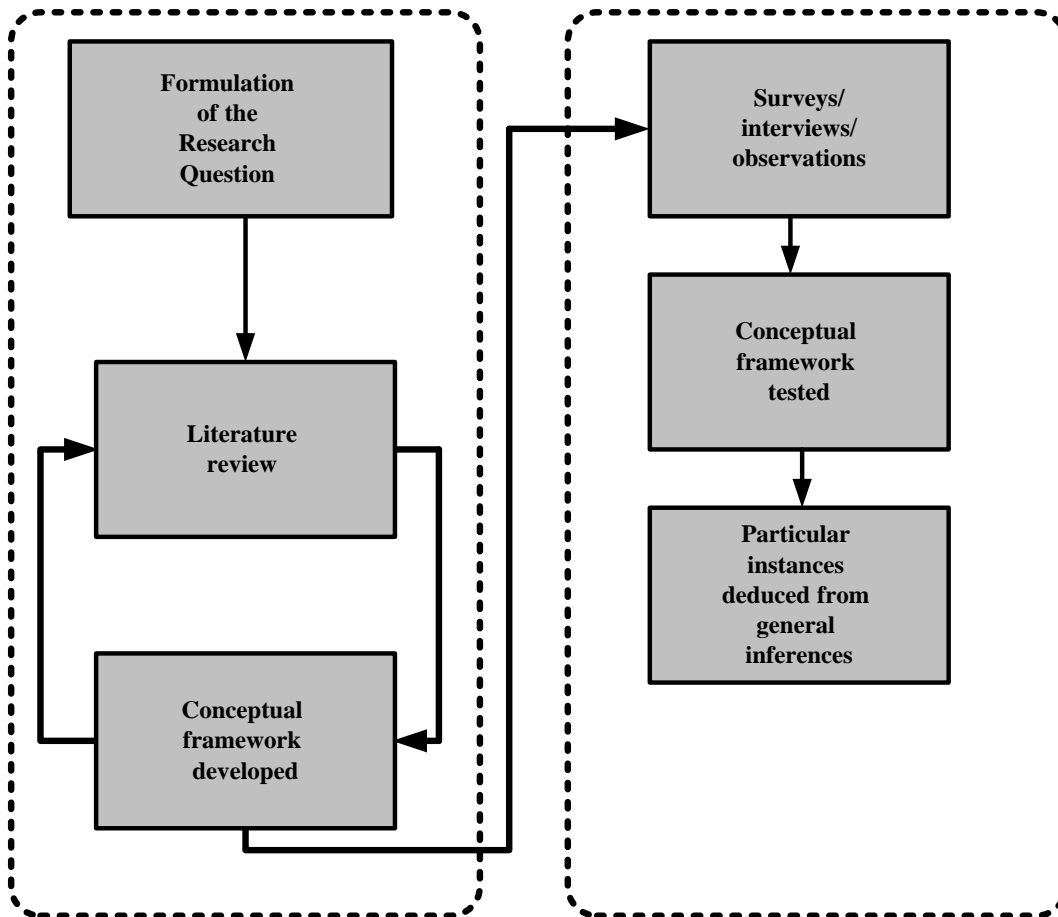 Formulation
of the
Research
Question
Literature
review
Conceptual
framework
developed
Surveys/
interviews/
observations
Conceptual
framework
tested
Particular
instances
deduced from
general
inferences